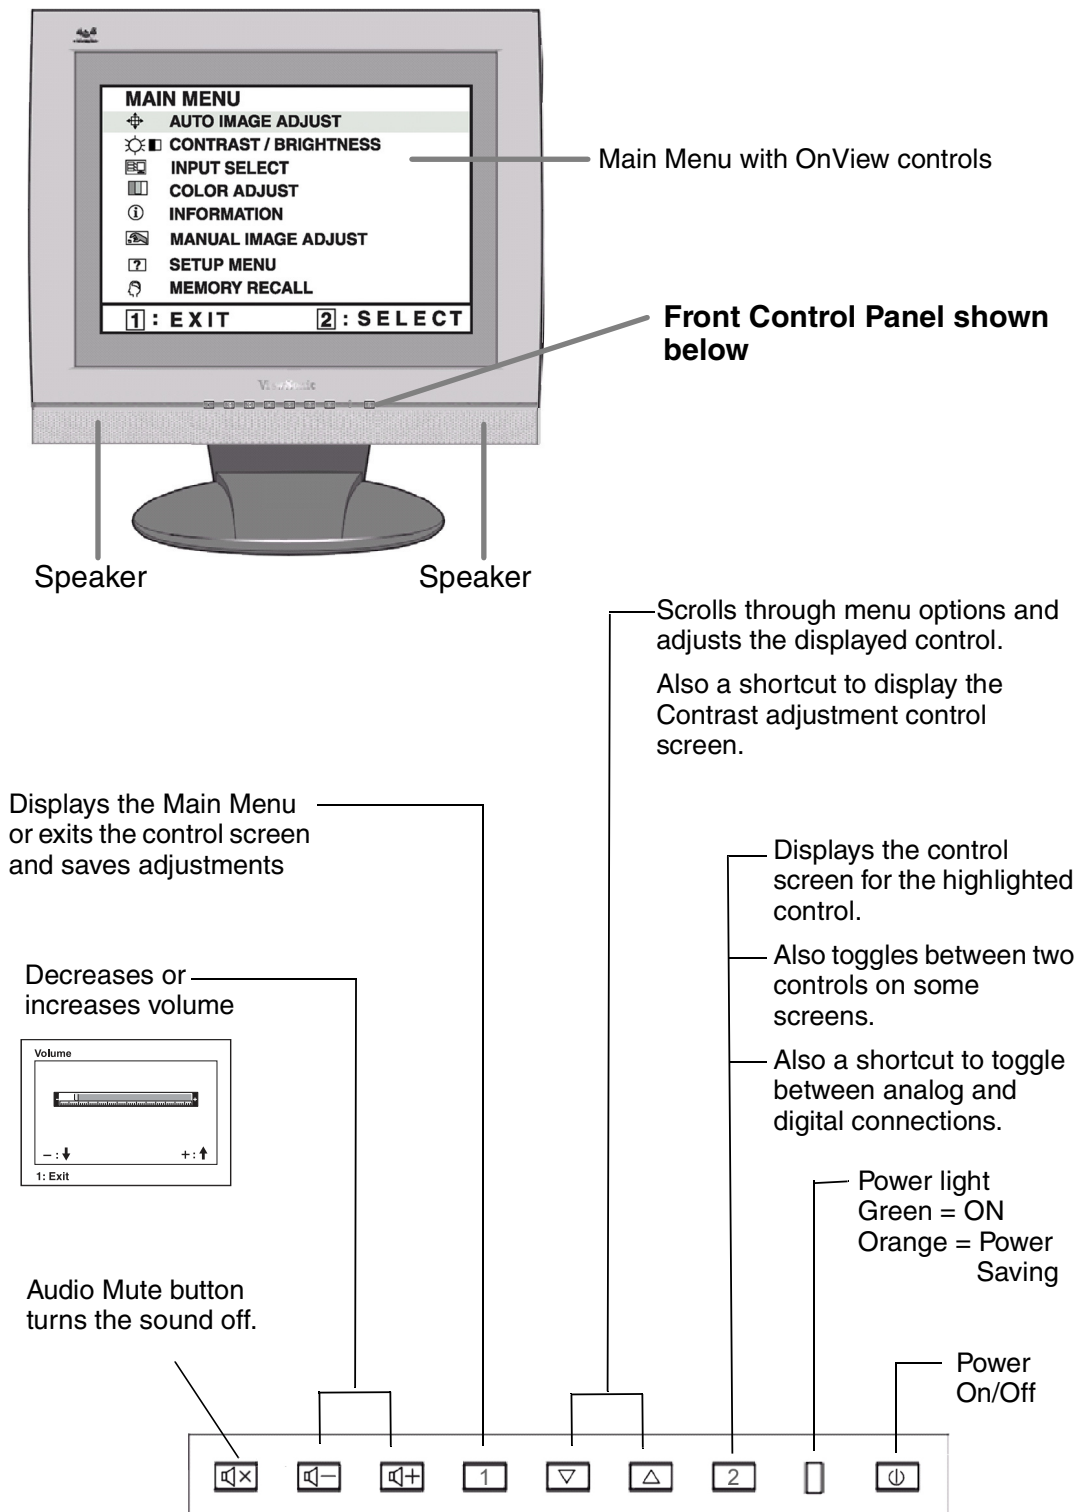 MAIN MENU
AUTO IMAGE ADJUST
CONTRAST / BRIGHTNESS
INPUT SELECT
COLOR ADJUST
INFORMATION
MANUAL IMAGE ADJUST
SETUP MENU
MEMORY RECALL
1 : EXIT 2 : SELECT
ViewSonic
Main Menu with OnView controls
Front Control Panel shown
below
Speaker
Speaker
Scrolls through menu options and
adjusts the displayed control.
Also a shortcut to display the
Contrast adjustment control
screen.
Displays the Main Menu
or exits the control screen
and saves adjustments
Displays the control
screen for the highlighted
control.
Also toggles between two
controls on some
screens.
Also a shortcut to toggle
between analog and
digital connections.
Decreases or
increases volume
Volume
– : ↓ + : ↑
1: Exit
Power light
Green = ON
Orange = Power
Saving
Audio Mute button
turns the sound off.
Power
On/Off
1 2